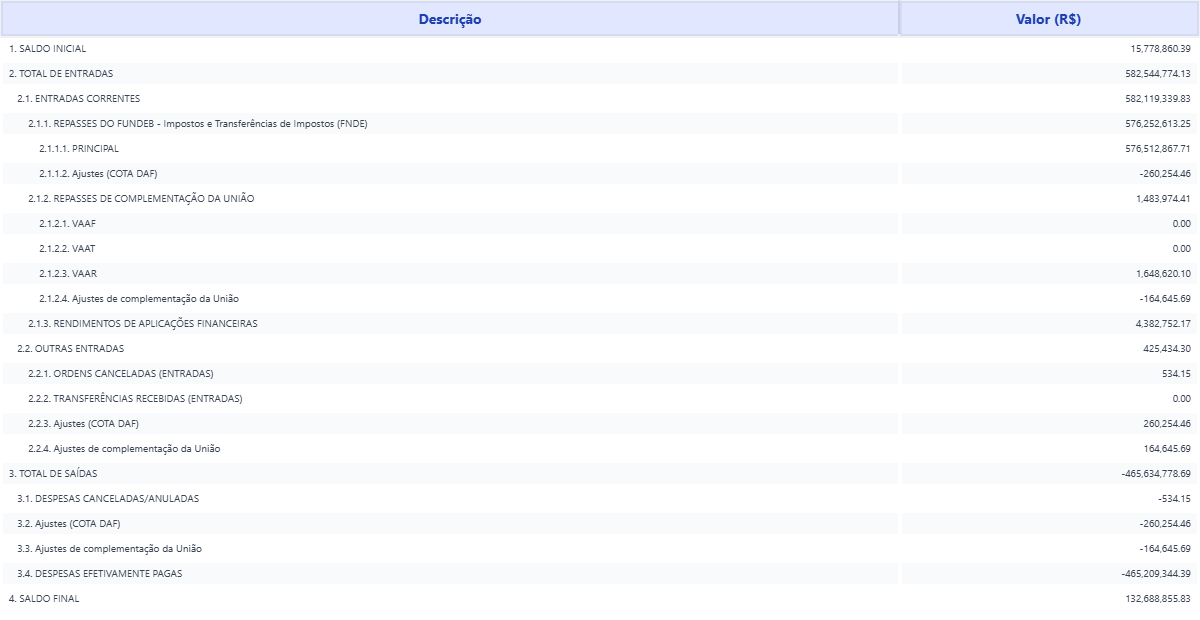 Descrição Valor (R$)
1. SALDO INICIAL 15,778,860.39
2. TOTAL DE ENTRADAS 582,544,774.13
2.1. ENTRADAS CORRENTES 582,119,339.83
2.1.1. REPASSES DO FUNDEB - Impostos e Transferências de Impostos (FNDE) 576,252,613.25
2.1.1.1. PRINCIPAL 576,512,867.71
2.1.1.2. Ajustes (COTA DAF) -260,254.46
2.1.2. REPASSES DE COMPLEMENTAÇÃO DA UNIÃO 1,483,974.41
2.1.2.1. VAAF 0.00
2.1.2.2. VAAT 0.00
2.1.2.3. VAAR 1,648,620.10
2.1.2.4. Ajustes de complementação da União -164,645.69
2.1.3. RENDIMENTOS DE APLICAÇÕES FINANCEIRAS 4,382,752.17
2.2. OUTRAS ENTRADAS 425,434.30
2.2.1. ORDENS CANCELADAS (ENTRADAS) 534.15
2.2.2. TRANSFERÊNCIAS RECEBIDAS (ENTRADAS) 0.00
2.2.3. Ajustes (COTA DAF) 260,254.46
2.2.4. Ajustes de complementação da União 164,645.69
3. TOTAL DE SAÍDAS -465,634,778.69
3.1. DESPESAS CANCELADAS/ANULADAS -534.15
3.2. Ajustes (COTA DAF) -260,254.46
3.3. Ajustes de complementação da União -164,645.69
3.4. DESPESAS EFETIVAMENTE PAGAS -465,209,344.39
4. SALDO FINAL 132,688,855.83